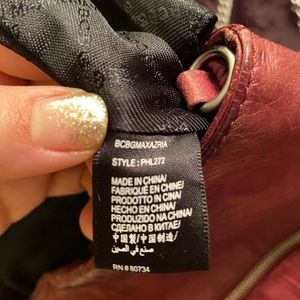 BCBGMAXAZRIA
STYLE : PHL272
MADE IN CHINA/
FABRIQUÉ EN CHINE/
PRODOTTO IN CINA/
HECHO EN CHINA/
PRODUZIDO NA CHINA/
СДЕЛАНО В КИТАЕ
中国製/ 中国制造/
صنع في الصين
RN # 80734